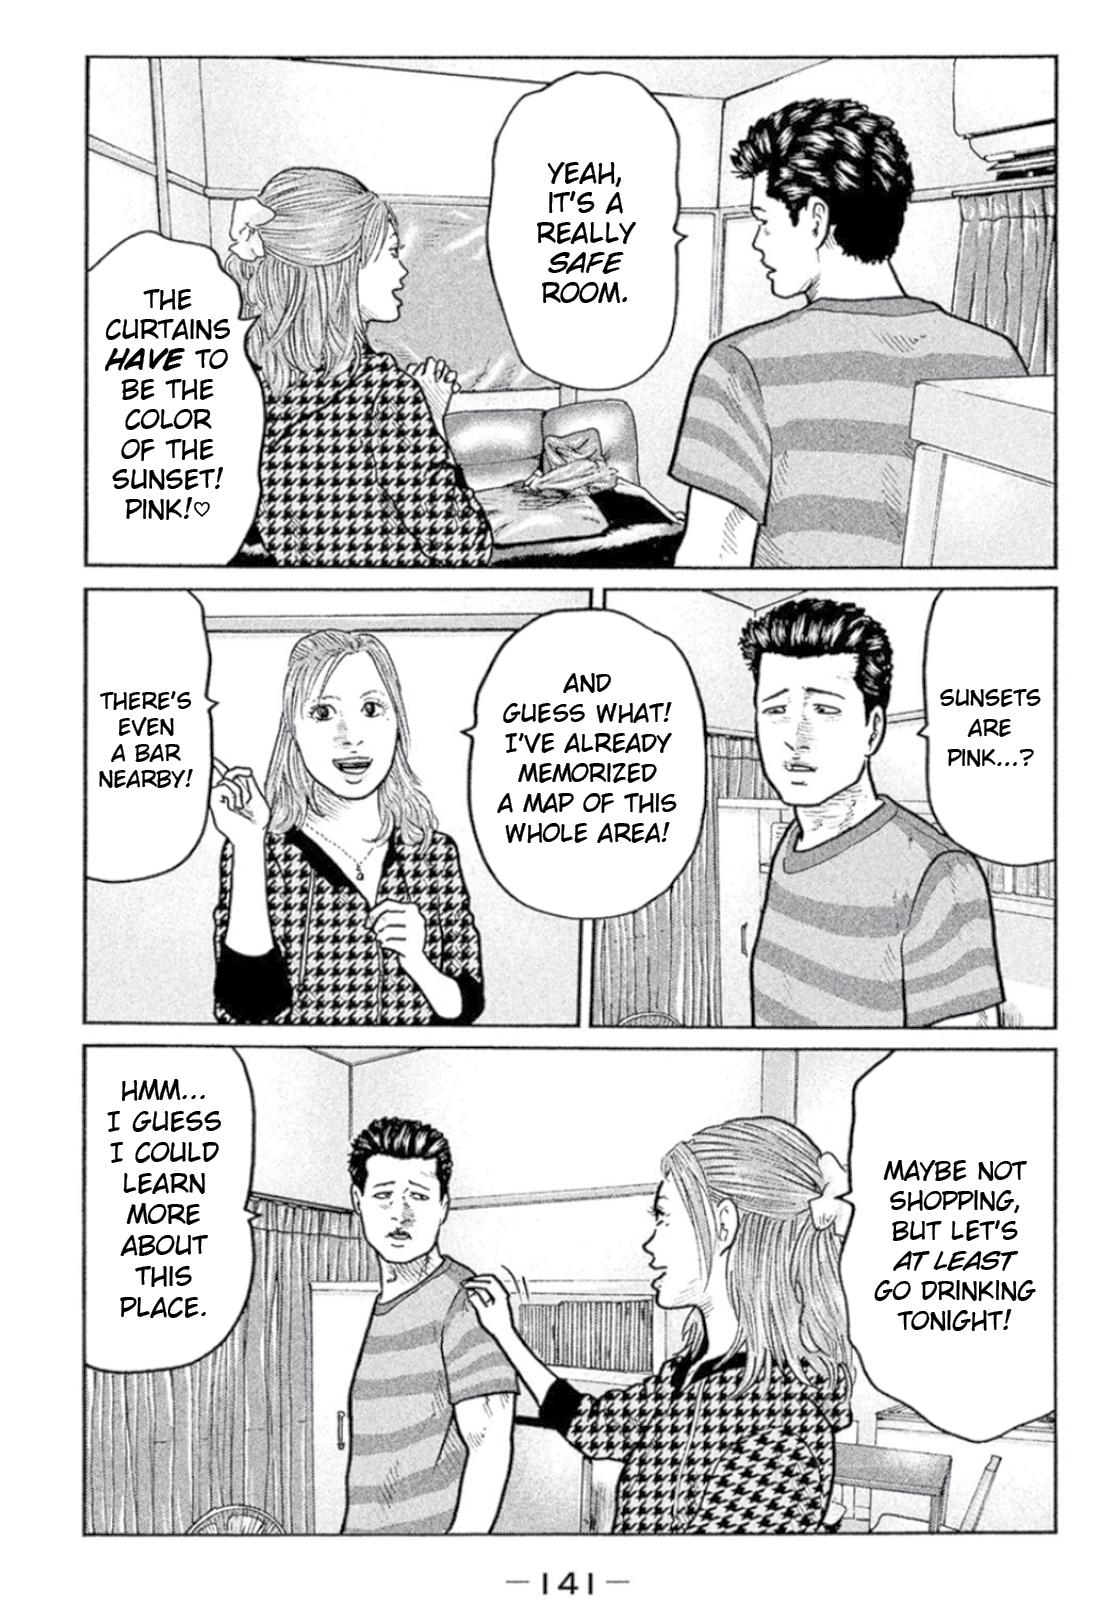 YEAH,
IT'S A
REALLY
SAFE
ROOM.
THE
CURTAINS
HAVE TO
BE THE
COLOR
OF THE
SUNSET!
PINK!♡
SUNSETS
ARE
PINK...?
AND
GUESS WHAT!
I'VE ALREADY
MEMORIZED
A MAP OF THIS
WHOLE AREA!
THERE'S
EVEN
A BAR
NEARBY!
MAYBE NOT
SHOPPING,
BUT LET'S
AT LEAST
GO DRINKING
TONIGHT!
HMM...
I GUESS
I COULD
LEARN
MORE
ABOUT
THIS
PLACE.
— 141 —